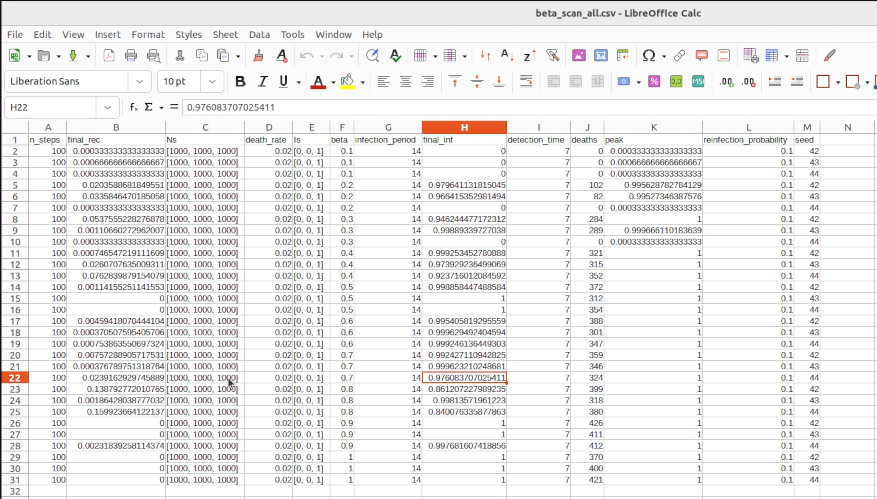 beta_scan_all.csv - LibreOffice Calc
File Edit View Insert Format Styles Sheet Data Tools Window Help
Liberation Sans 10 pt B I U A
H22 fx Σ = 0.976083707025411
A B C D E F G H I J K L M N
1 n_steps final_rec Ns death_rate Is beta infection_period final_inf detection_time deaths peak reinfection_probability seed
2 100 0.000333333333333333 [1000, 1000, 1000] 0.02 [0, 0, 1] 0.1 14 0 7 0 0.000333333333333333 0.1 42
3 100 0.000666666666666667 [1000, 1000, 1000] 0.02 [0, 0, 1] 0.1 14 0 7 0 0.000666666666666667 0.1 43
4 100 0.000333333333333333 [1000, 1000, 1000] 0.02 [0, 0, 1] 0.1 14 0 7 0 0.000333333333333333 0.1 44
5 100 0.0203588681849551 [1000, 1000, 1000] 0.02 [0, 0, 1] 0.2 14 0.979641131815045 7 102 0.995628782784129 0.1 42
6 100 0.0335846470185058 [1000, 1000, 1000] 0.02 [0, 0, 1] 0.2 14 0.966415352981494 7 82 0.99527346387576 0.1 43
7 100 0.000333333333333333 [1000, 1000, 1000] 0.02 [0, 0, 1] 0.2 14 0 7 0 0.000333333333333333 0.1 44
8 100 0.0537555228276878 [1000, 1000, 1000] 0.02 [0, 0, 1] 0.3 14 0.946244477172312 7 284 1 0.1 42
9 100 0.00110660272962007 [1000, 1000, 1000] 0.02 [0, 0, 1] 0.3 14 0.99889339727038 7 289 0.999666110183639 0.1 43
10 100 0.000333333333333333 [1000, 1000, 1000] 0.02 [0, 0, 1] 0.3 14 0 7 0 0.000333333333333333 0.1 44
11 100 0.000746547219111609 [1000, 1000, 1000] 0.02 [0, 0, 1] 0.4 14 0.999253452780888 7 321 1 0.1 42
12 100 0.0260707635009311 [1000, 1000, 1000] 0.02 [0, 0, 1] 0.4 14 0.973929236499069 7 315 1 0.1 43
13 100 0.0762839879154079 [1000, 1000, 1000] 0.02 [0, 0, 1] 0.4 14 0.923716012084592 7 352 1 0.1 44
14 100 0.00114155251141553 [1000, 1000, 1000] 0.02 [0, 0, 1] 0.5 14 0.998858447488584 7 372 1 0.1 42
15 100 0 [1000, 1000, 1000] 0.02 [0, 0, 1] 0.5 14 1 7 312 1 0.1 43
16 100 0 [1000, 1000, 1000] 0.02 [0, 0, 1] 0.5 14 1 7 354 1 0.1 44
17 100 0.00459418070444104 [1000, 1000, 1000] 0.02 [0, 0, 1] 0.6 14 0.995405819295559 7 388 1 0.1 42
18 100 0.000370507595405706 [1000, 1000, 1000] 0.02 [0, 0, 1] 0.6 14 0.999629492404594 7 301 1 0.1 43
19 100 0.000753863550697324 [1000, 1000, 1000] 0.02 [0, 0, 1] 0.6 14 0.999246136449303 7 347 1 0.1 44
20 100 0.00757288905717531 [1000, 1000, 1000] 0.02 [0, 0, 1] 0.7 14 0.992427110942825 7 359 1 0.1 42
21 100 0.000376789751318764 [1000, 1000, 1000] 0.02 [0, 0, 1] 0.7 14 0.999623210248681 7 346 1 0.1 43
22 100 0.0239162929745889 [1000, 1000, 1000] 0.02 [0, 0, 1] 0.7 14 0.976083707025411 7 324 1 0.1 44
23 100 0.138792772010765 [1000, 1000, 1000] 0.02 [0, 0, 1] 0.8 14 0.861207227989235 7 399 1 0.1 42
24 100 0.00186428038777032 [1000, 1000, 1000] 0.02 [0, 0, 1] 0.8 14 0.99813571961223 7 318 1 0.1 43
25 100 0.159923664122137 [1000, 1000, 1000] 0.02 [0, 0, 1] 0.8 14 0.840076335877863 7 380 1 0.1 44
26 100 0 [1000, 1000, 1000] 0.02 [0, 0, 1] 0.9 14 1 7 426 1 0.1 42
27 100 0 [1000, 1000, 1000] 0.02 [0, 0, 1] 0.9 14 1 7 411 1 0.1 43
28 100 0.00231839258114374 [1000, 1000, 1000] 0.02 [0, 0, 1] 0.9 14 0.997681607418856 7 412 1 0.1 44
29 100 0 [1000, 1000, 1000] 0.02 [0, 0, 1] 1 14 1 7 370 1 0.1 42
30 100 0 [1000, 1000, 1000] 0.02 [0, 0, 1] 1 14 1 7 400 1 0.1 43
31 100 0 [1000, 1000, 1000] 0.02 [0, 0, 1] 1 14 1 7 421 1 0.1 44
32